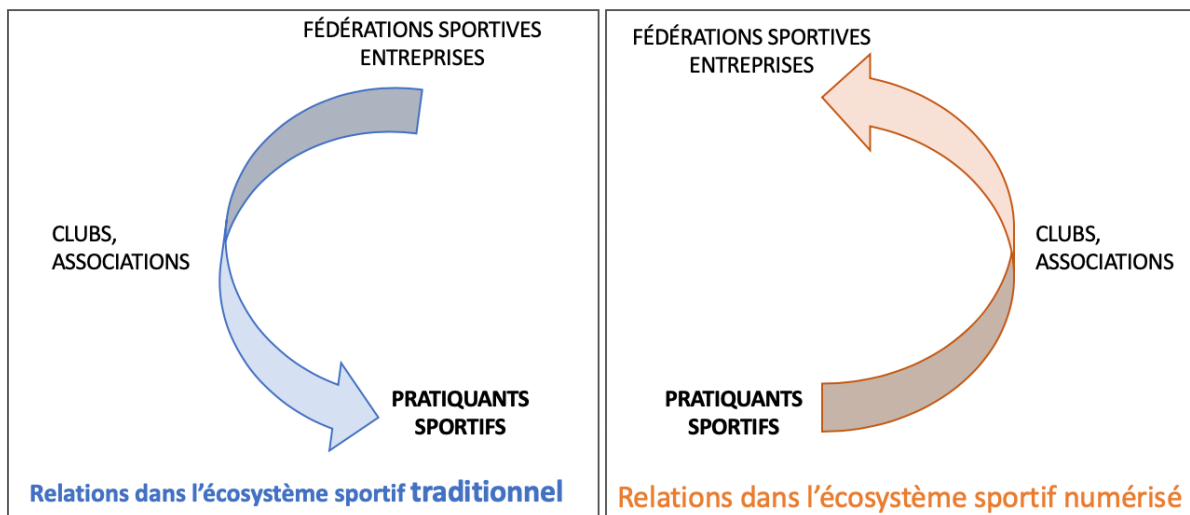 FÉDÉRATIONS SPORTIVES
ENTREPRISES
CLUBS,
ASSOCIATIONS
PRATIQUANTS
SPORTIFS
Relations dans l’écosystème sportif traditionnel
FÉDÉRATIONS SPORTIVES
ENTREPRISES
CLUBS,
ASSOCIATIONS
PRATIQUANTS
SPORTIFS
Relations dans l’écosystème sportif numérisé